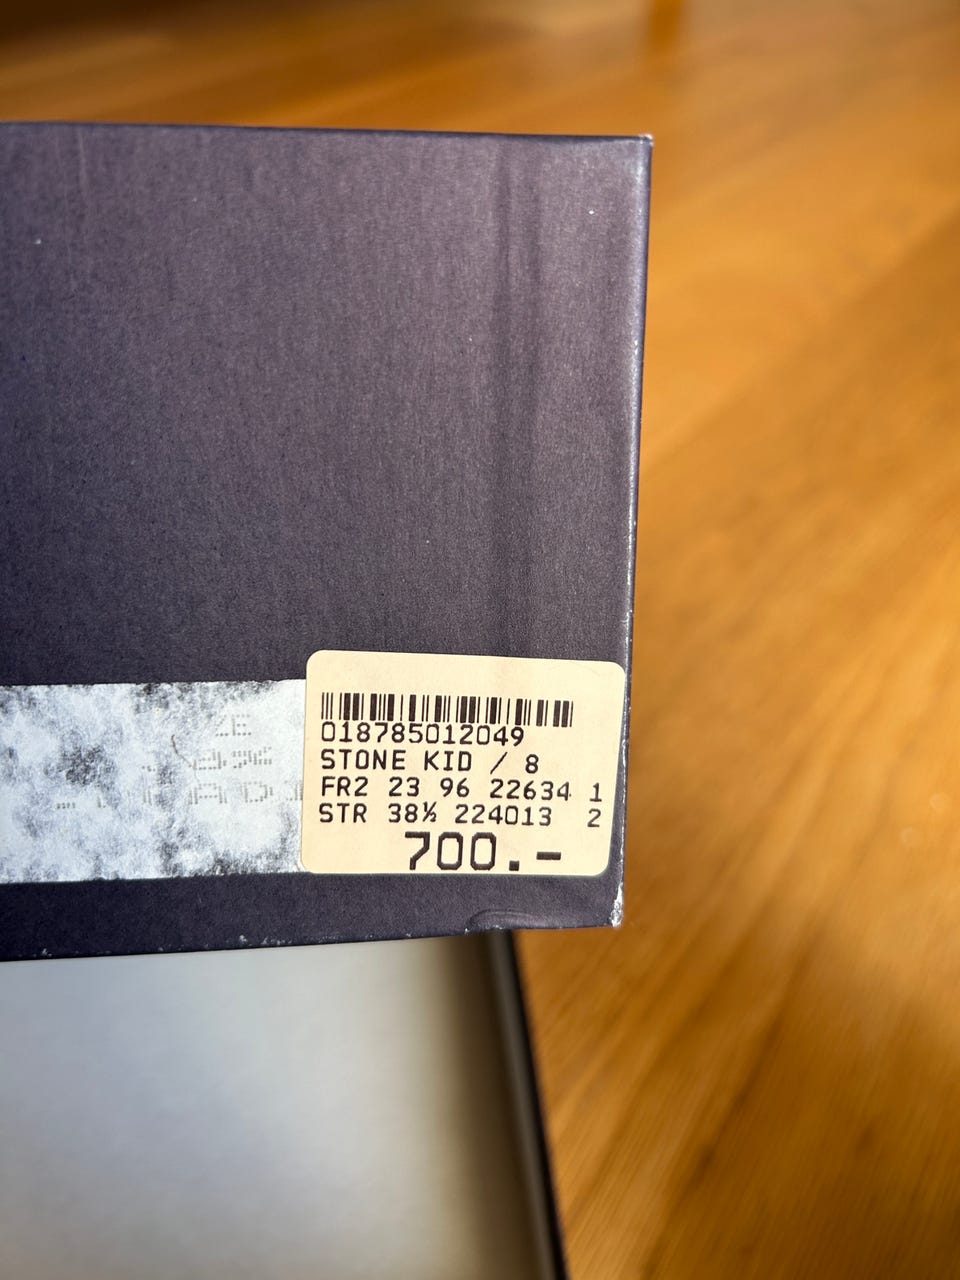 018785012049
STONE KID / 8
FR2 23 96 22634 1
STR 38½ 224013 2
700.-